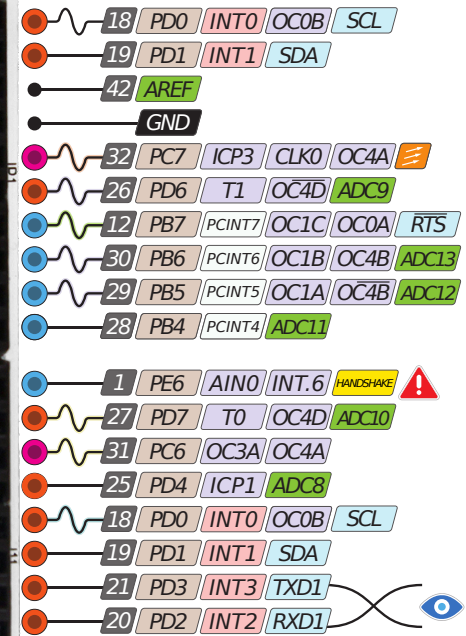 18 PD0 INT0 OC0B SCL
19 PD1 INT1 SDA
42 AREF
GND
32 PC7 ICP3 CLK0 OC4A
26 PD6 T1 O̅C̅4̅D̅ ADC9
12 PB7 PCINT7 OC1C OC0A R̅T̅S̅
30 PB6 PCINT6 OC1B OC4B ADC13
29 PB5 PCINT5 OC1A O̅C̅4̅B̅ ADC12
28 PB4 PCINT4 ADC11
1 PE6 AIN0 INT.6 HANDSHAKE
27 PD7 T0 OC4D ADC10
31 PC6 OC3A OC4A
25 PD4 ICP1 ADC8
18 PD0 INT0 OC0B SCL
19 PD1 INT1 SDA
21 PD3 INT3 TXD1
20 PD2 INT2 RXD1